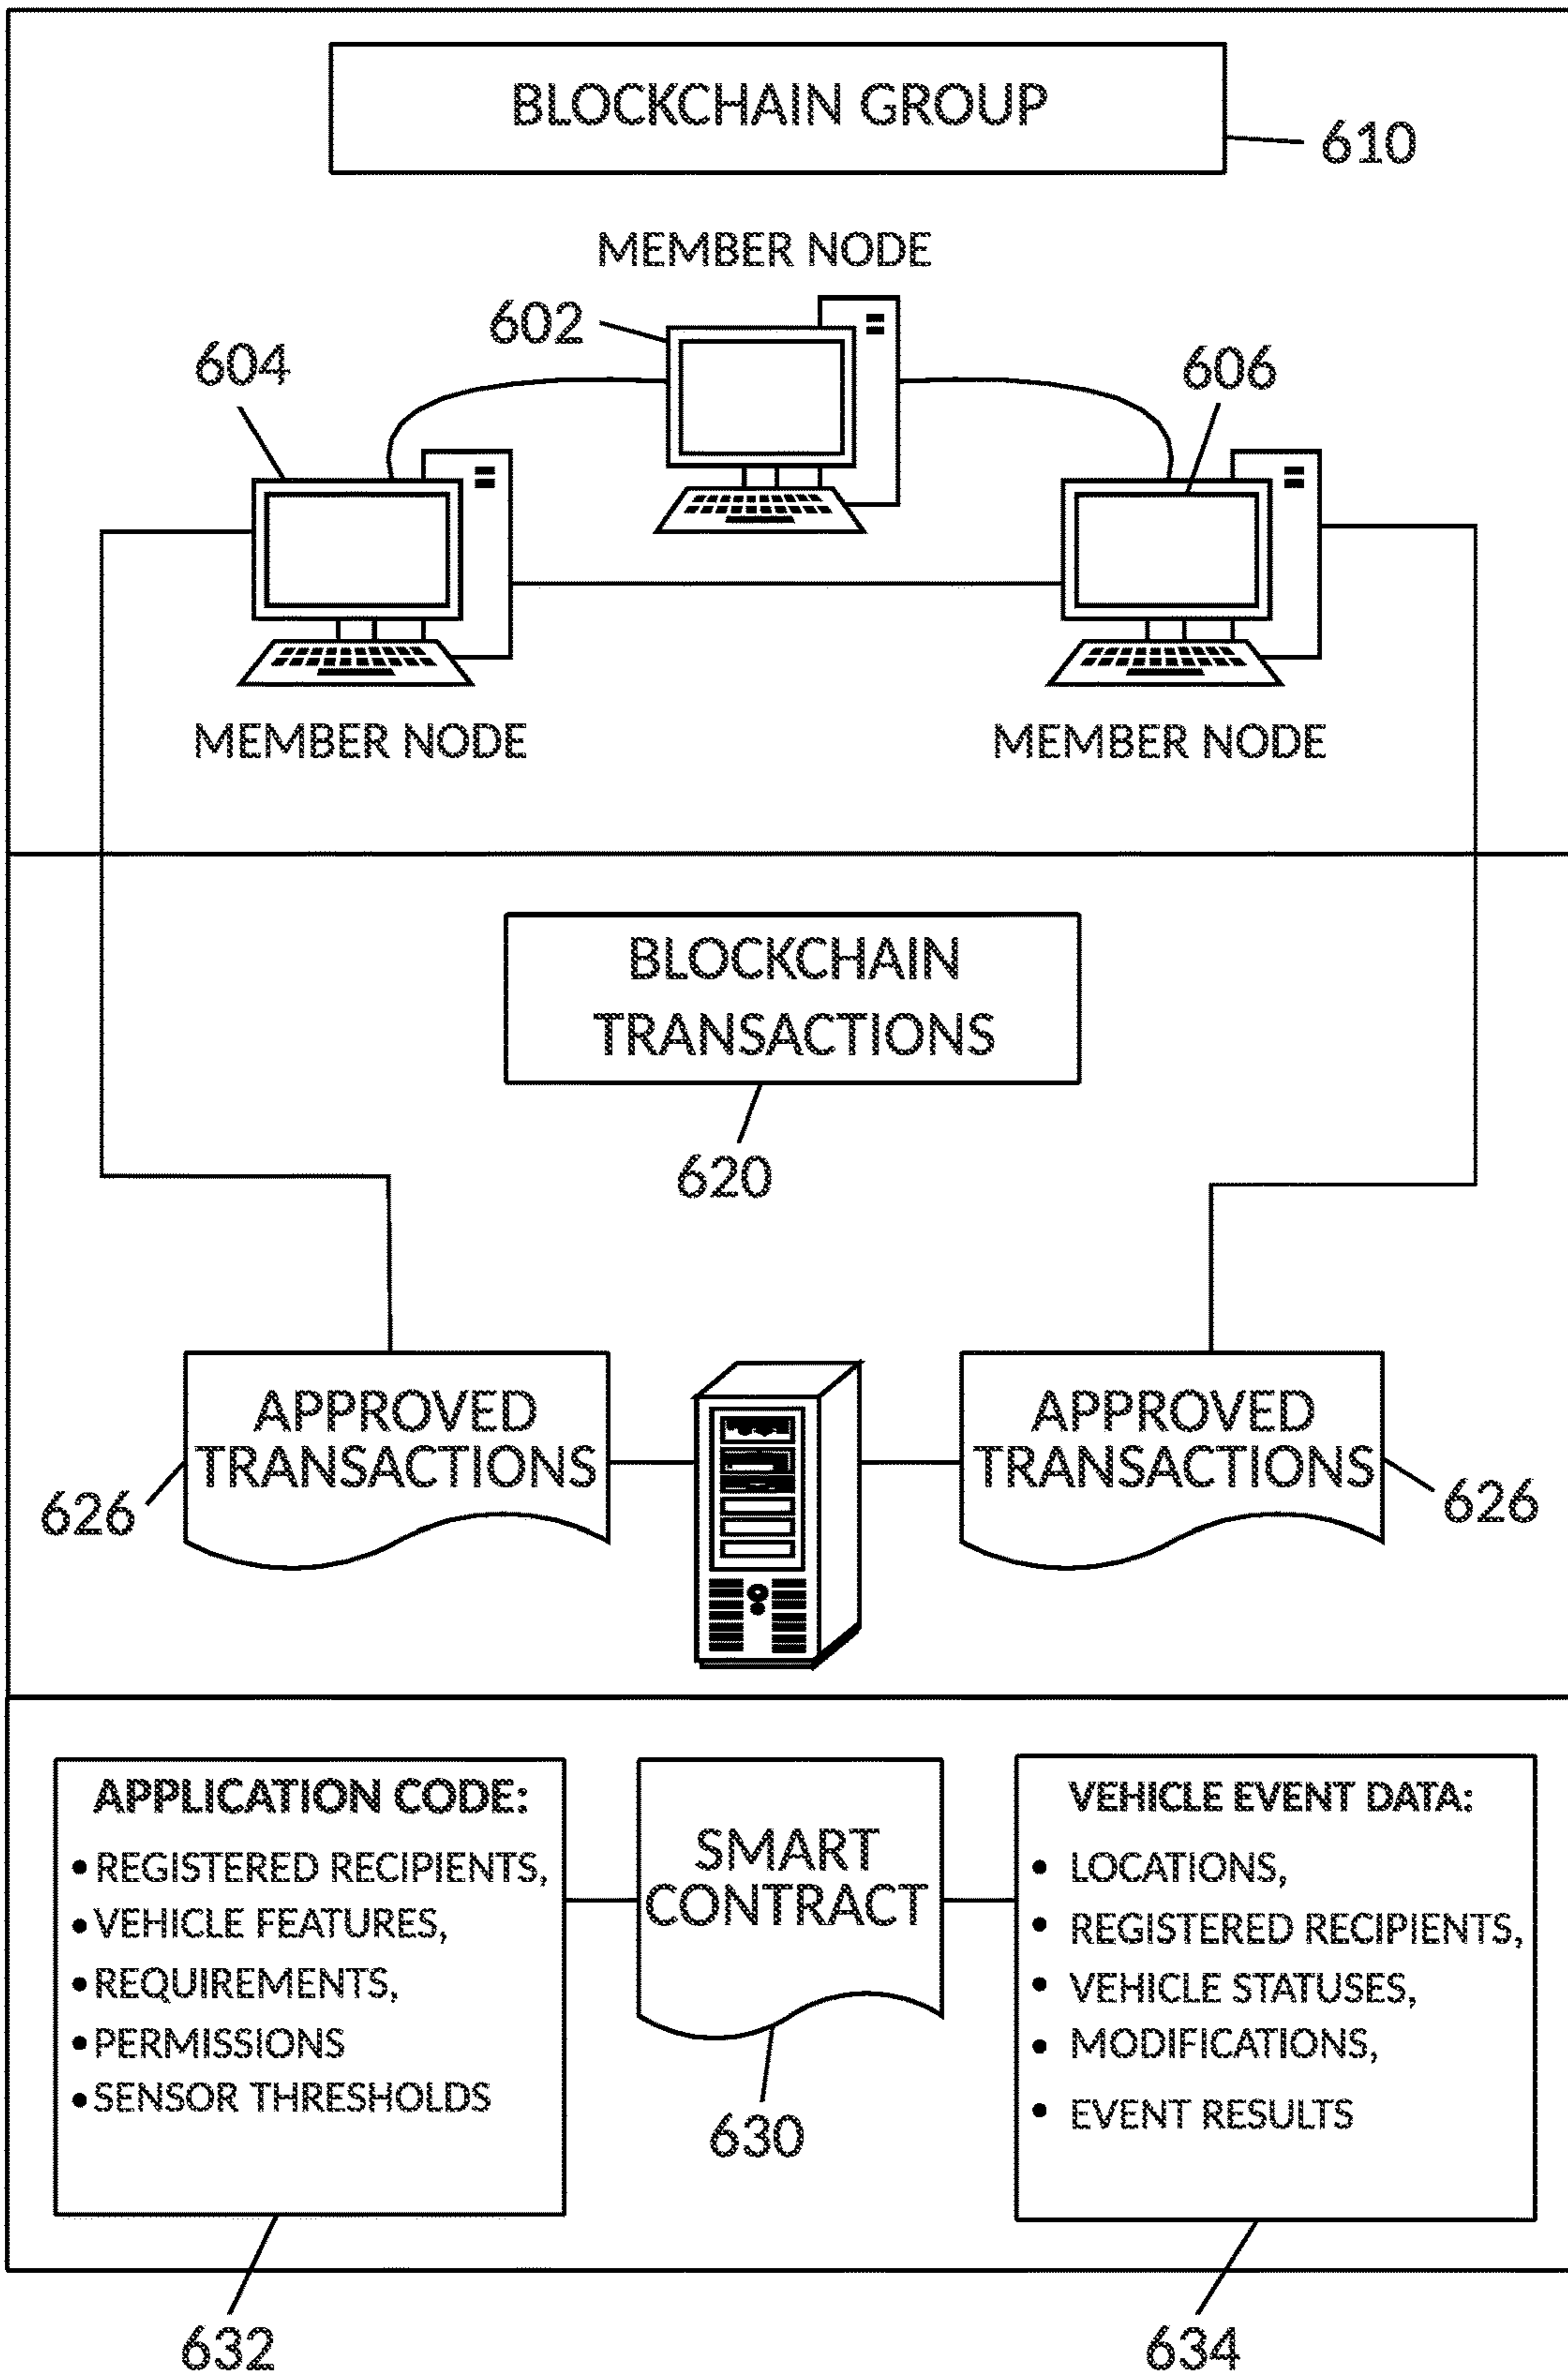 BLOCKCHAIN GROUP
610
MEMBER NODE
602
604
606
MEMBER NODE
MEMBER NODE
BLOCKCHAIN
TRANSACTIONS
620
APPROVED
TRANSACTIONS
626
APPROVED
TRANSACTIONS
626
APPLICATION CODE:
• REGISTERED RECIPIENTS,
• VEHICLE FEATURES,
• REQUIREMENTS,
• PERMISSIONS
• SENSOR THRESHOLDS
632
SMART
CONTRACT
630
VEHICLE EVENT DATA:
• LOCATIONS,
• REGISTERED RECIPIENTS,
• VEHICLE STATUSES,
• MODIFICATIONS,
• EVENT RESULTS
634